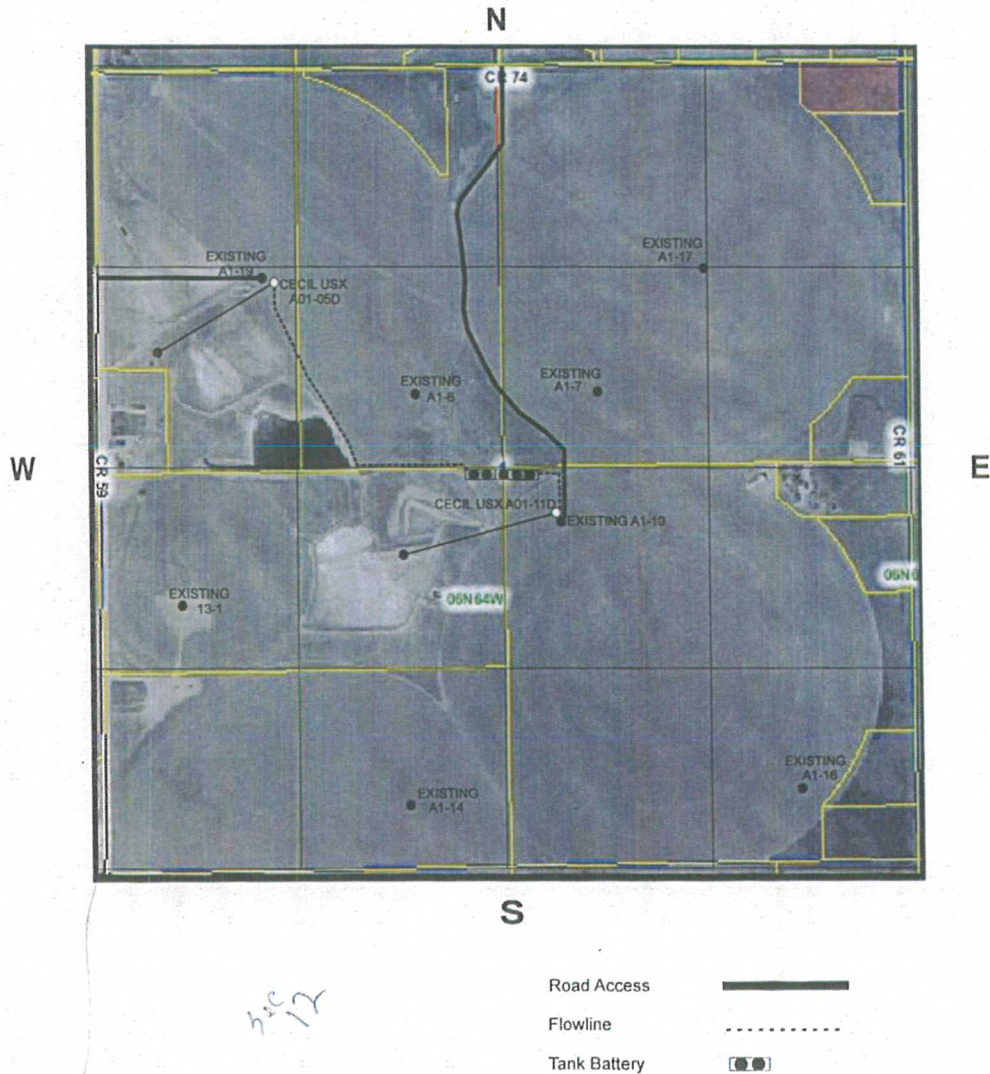 N
CR 74
EXISTING
A1-17
EXISTING
A1-19
CECIL USX
A01-05D
EXISTING
A1-6
EXISTING
A1-7
CR 61
W
E
CR 59
CECIL USX A01-11D
EXISTING A1-10
06N6
EXISTING
13-1
06N64W
EXISTING
A1-16
EXISTING
A1-14
S
Road Access
Flowline
Tank Battery